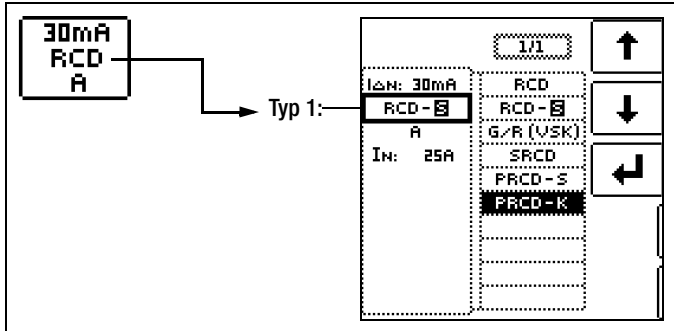 30mA
RCD
A
Typ 1:
1/1
IΔN: 30mA
RCD-S
A
IN: 25A
RCD
RCD-S
G/R (VSK)
SRCD
PRCD-S
PRCD-K